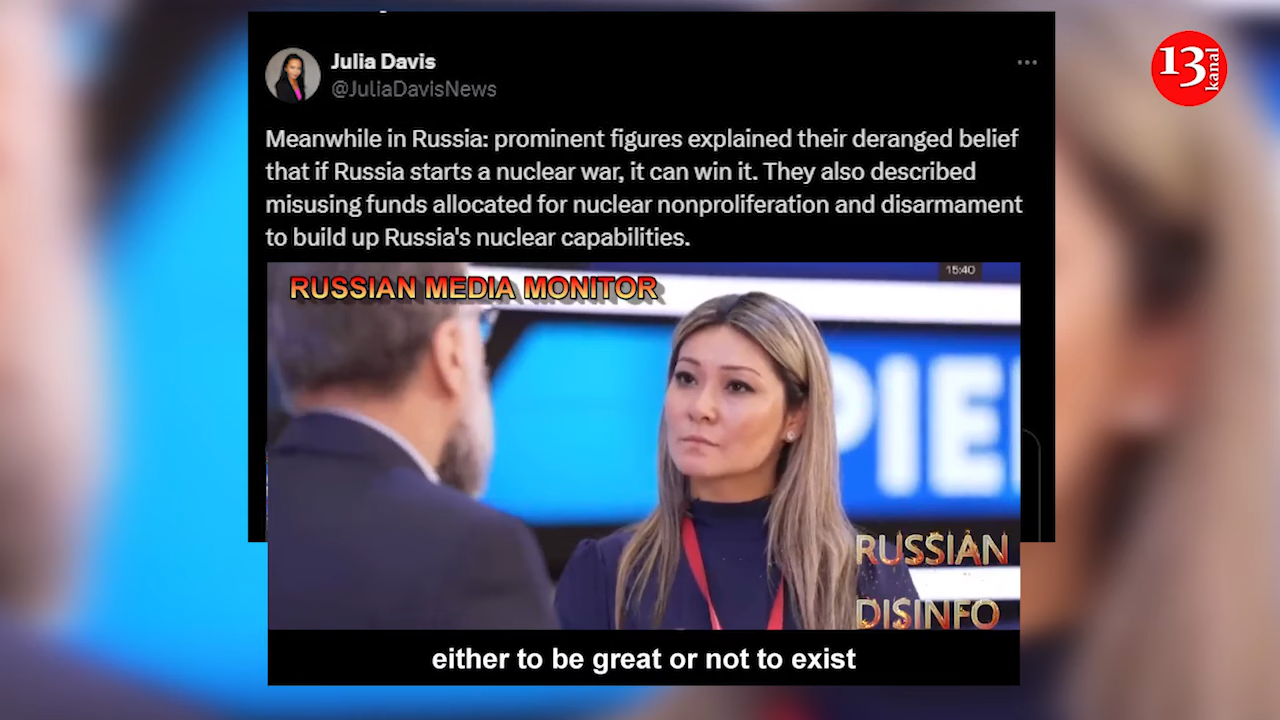 Julia Davis
@JuliaDavisNews
13
kanal
Meanwhile in Russia: prominent figures explained their deranged belief
that if Russia starts a nuclear war, it can win it. They also described
misusing funds allocated for nuclear nonproliferation and disarmament
to build up Russia's nuclear capabilities.
15:40
RUSSIAN MEDIA MONITOR
PIE
RUSSIAN
DISINFO
either to be great or not to exist